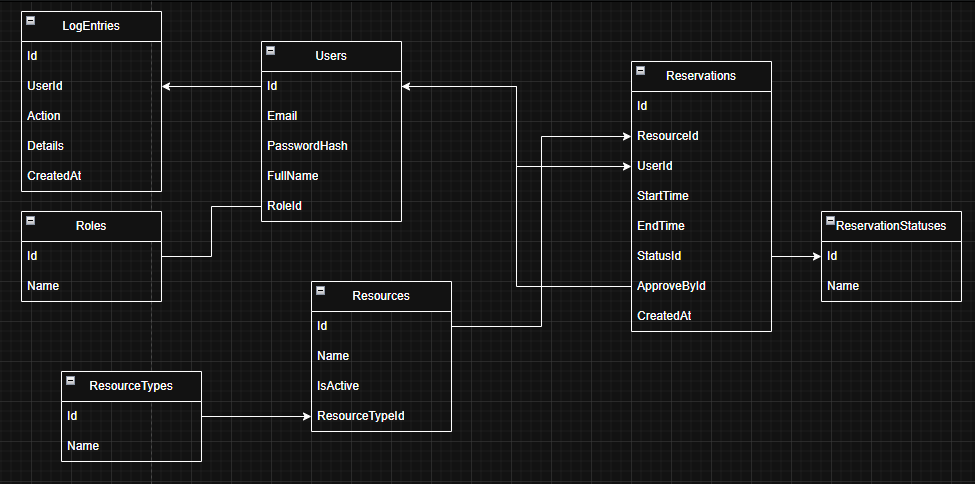 LogEntries
Id
UserId
Action
Details
CreatedAt
Users
Id
Email
PasswordHash
FullName
RoleId
Reservations
Id
ResourceId
UserId
StartTime
EndTime
StatusId
ApproveById
CreatedAt
Roles
Id
Name
ReservationStatuses
Id
Name
Resources
Id
Name
IsActive
ResourceTypeId
ResourceTypes
Id
Name